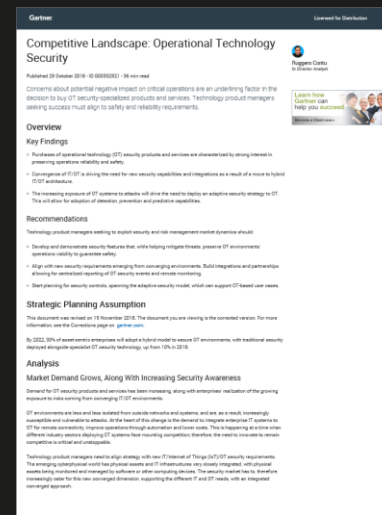 Gartner
Licensed for Distribution
Competitive Landscape: Operational Technology
Security
Published 29 October 2018 - ID G00362921 - 56 min read
Concerns about potential negative impact on critical operations are an underlining factor in the
decision to buy OT security-specialized products and services. Technology product managers
seeking success must align to safety and reliability requirements.
Ruggero Contu
Sr Director Analyst
Learn how
Gartner can
help you succeed
Become a Client now
Overview
Key Findings
Purchases of operational technology (OT) security products and services are characterized by strong interest in
preserving operations reliability and safety.
Convergence of IT/OT is driving the need for new security capabilities and integrations as a result of a move to hybrid
IT/OT architecture.
The increasing exposure of OT systems to attacks will drive the need to deploy an adaptive security strategy to OT.
This will allow for adoption of detection, prevention and predictive capabilities.
Recommendations
Technology product managers seeking to exploit security and risk management market dynamics should:
Develop and demonstrate security features that, while helping mitigate threats, preserve OT environments'
operations viability to guarantee safety.
Align with new security requirements emerging from converging environments. Build integrations and partnerships
allowing for centralized reporting of OT security events and remote monitoring.
Start planning for security controls, spanning the adaptive security model, which can support OT-based user cases.
Strategic Planning Assumption
This document was revised on 15 November 2018. The document you are viewing is the corrected version. For more
information, see the Corrections page on gartner.com.
By 2022, 50% of asset-centric enterprises will adopt a hybrid model to assure OT environments, with traditional security
deployed alongside specialist OT security technology, up from 10% in 2018.
Analysis
Market Demand Grows, Along With Increasing Security Awareness
Demand for OT security products and services has been increasing, along with enterprises' realization of the growing
exposure to risks coming from converging IT/OT environments.
OT environments are less and less isolated from outside networks and systems, and are, as a result, increasingly
susceptible and vulnerable to attacks. At the heart of this change is the demand to integrate enterprise IT systems to
OT for remote connectivity, improve operations through automation and lower costs. This is happening at a time when
different industry sectors deploying OT systems face mounting competition; therefore, the need to innovate to remain
competitive is critical and unstoppable.
Technology product managers need to align strategy with new IT/Internet of Things (IoT)/OT security requirements.
The emerging cyberphysical world has physical assets and IT infrastructures very closely integrated, with physical
assets being monitored and managed by software or other computing devices. The security market has to, therefore,
increasingly cater for this new converged dimension, supporting the different IT and OT needs, with an integrated
converged approach.